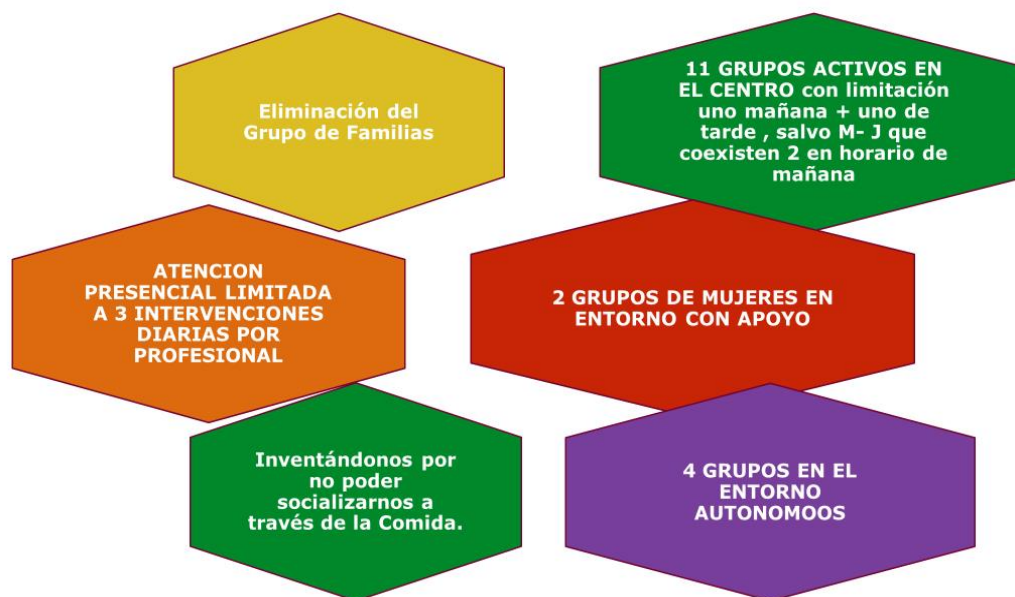 Eliminación del
Grupo de Familias
11 GRUPOS ACTIVOS EN
EL CENTRO con limitación
uno mañana + uno de
tarde , salvo M- J que
coexisten 2 en horario de
mañana
ATENCION
PRESENCIAL LIMITADA
A 3 INTERVENCIONES
DIARIAS POR
PROFESIONAL
2 GRUPOS DE MUJERES EN
ENTORNO CON APOYO
Inventándonos por
no poder
socializarnos a
través de la Comida.
4 GRUPOS EN EL
ENTORNO
AUTONOMOOS